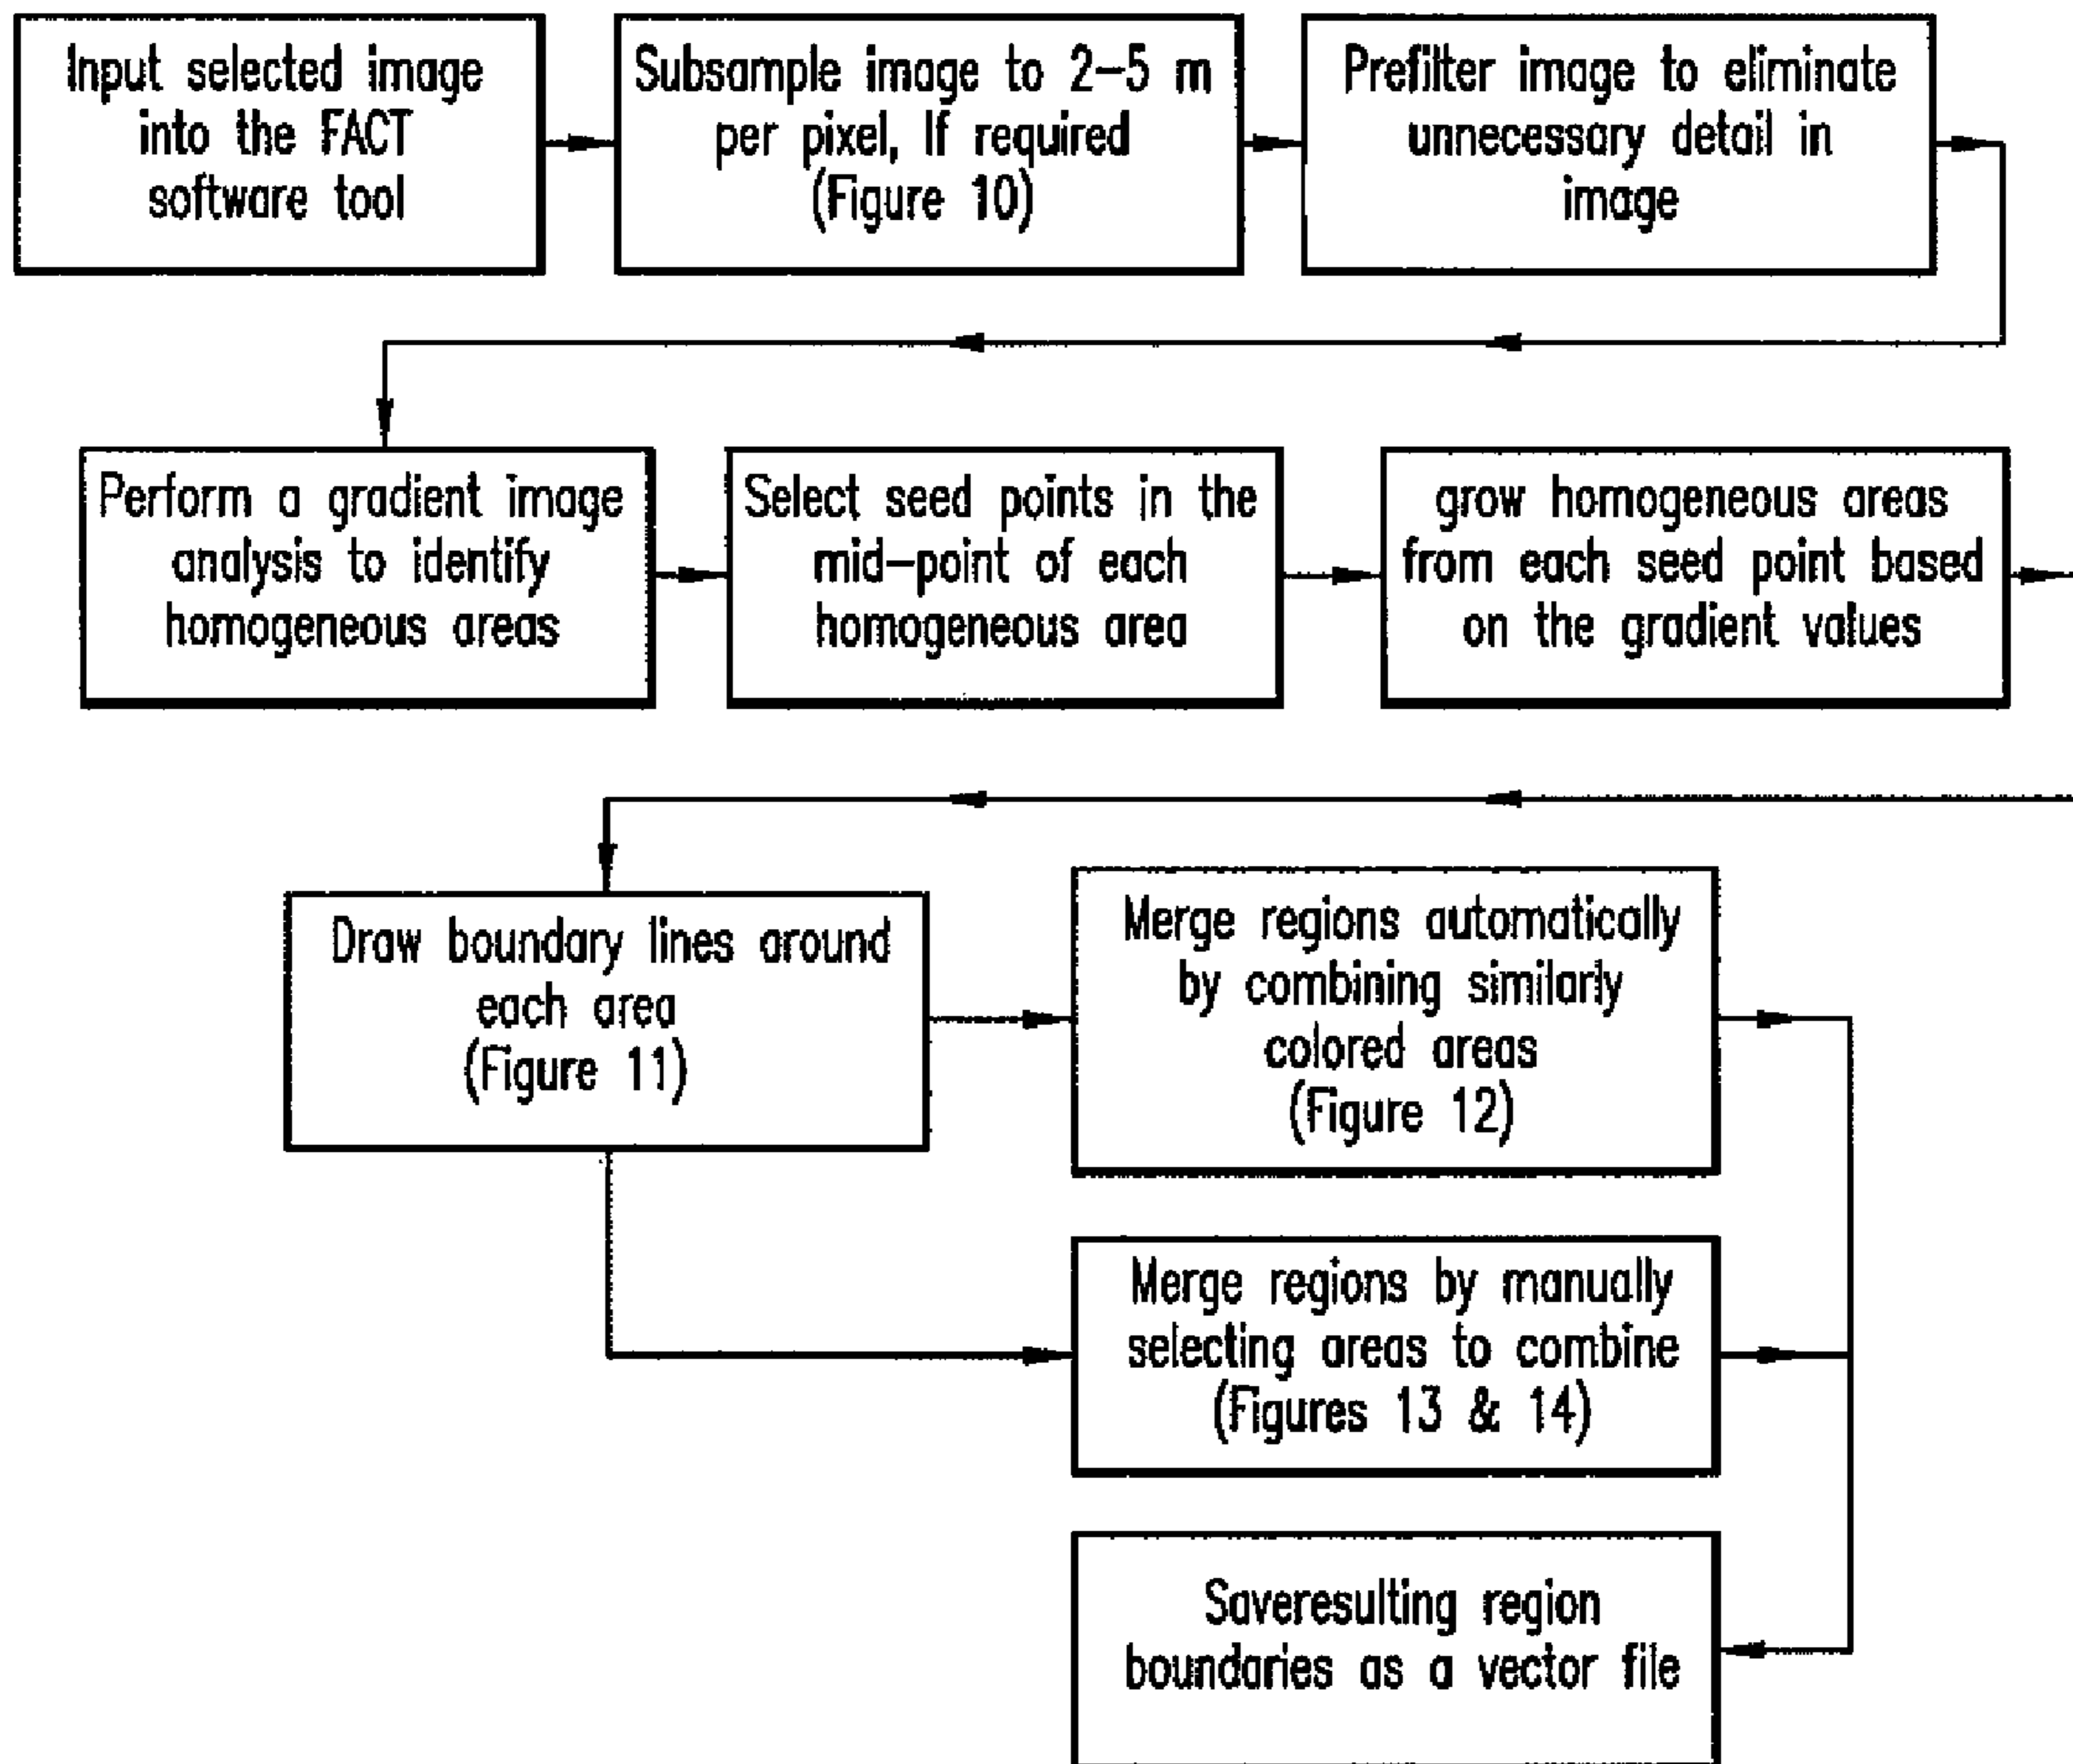 Input selected image
into the FACT
software tool
Subsample image to 2-5 m
per pixel, If required
(Figure 10)
Prefilter image to eliminate
unnecessary detail in
image
Perform a gradient image
analysis to identify
homogeneous areas
Select seed points in the
mid-point of each
homogeneous area
grow homogeneous areas
from each seed point based
on the gradient values
Draw boundary lines around
each area
(Figure 11)
Merge regions automatically
by combining similarly
colored areas
(Figure 12)
Merge regions by manually
selecting areas to combine
(Figures 13 & 14)
Saveresulting region
boundaries as a vector file